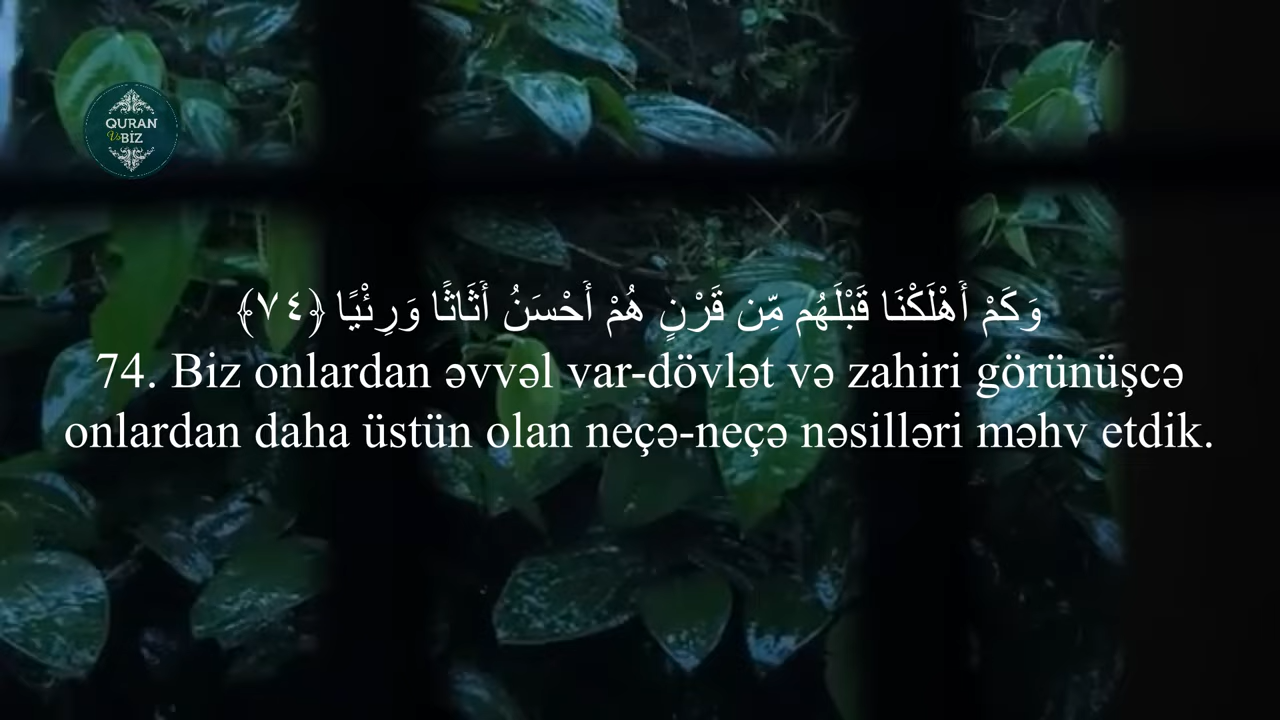 QURAN
Və BİZ
وَكَمْ أَهْلَكْنَا قَبْلَهُم مِّن قَرْنٍ هُمْ أَحْسَنُ أَثَاثًا وَرِئْيًا ﴿٧٤﴾
74. Biz onlardan əvvəl var-dövlət və zahiri görünüşcə
onlardan daha üstün olan neçə-neçə nəsilləri məhv etdik.